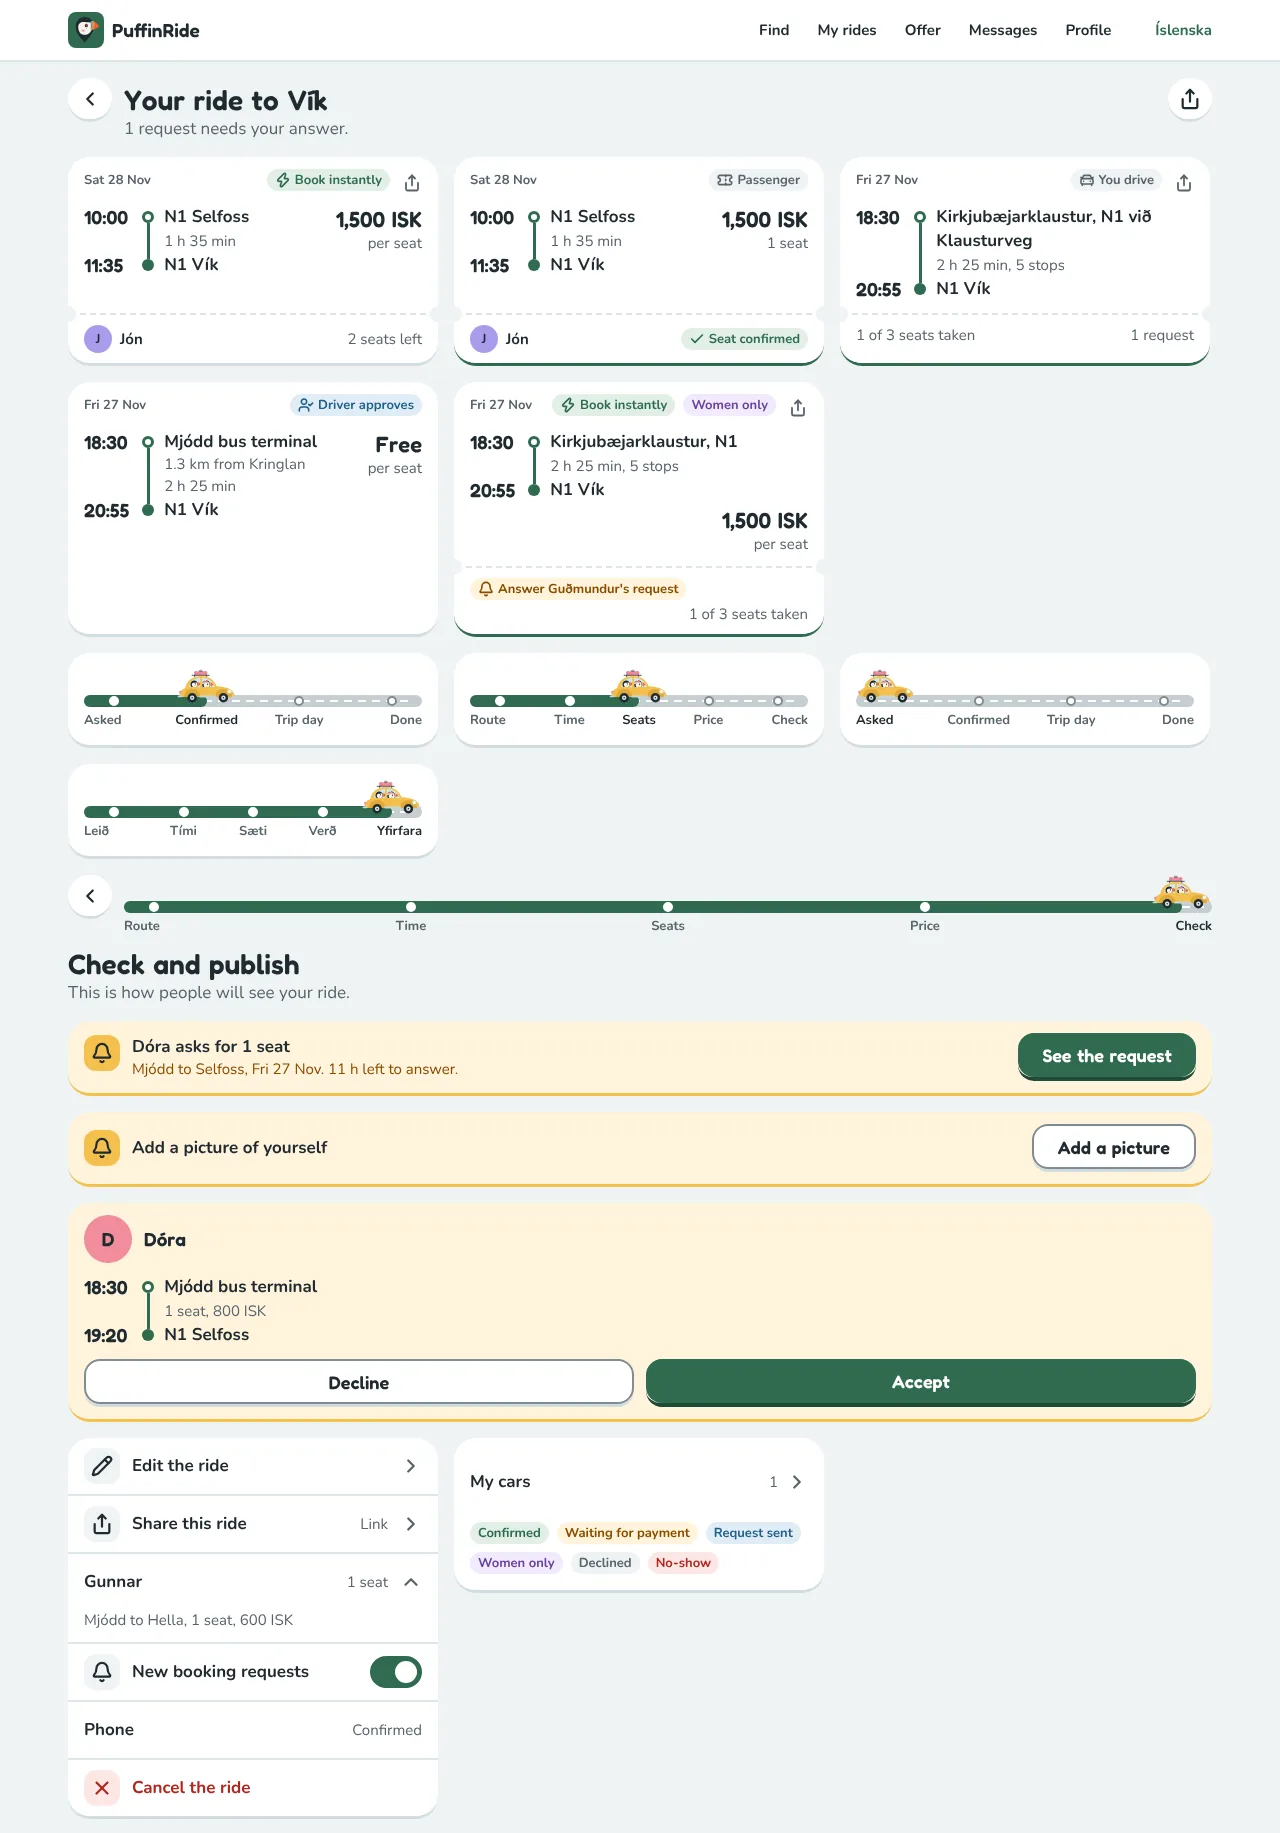 PuffinRide
Find
My rides
Offer
Messages
Profile
Íslenska
Your ride to Vík
1 request needs your answer.
Sat 28 Nov
Book instantly
10:00
N1 Selfoss
1,500 ISK
1 h 35 min
per seat
11:35
N1 Vík
J
Jón
2 seats left
Sat 28 Nov
Passenger
10:00
N1 Selfoss
1,500 ISK
1 h 35 min
1 seat
11:35
N1 Vík
J
Jón
Seat confirmed
Fri 27 Nov
You drive
18:30
Kirkjubæjarklaustur, N1 við
Klausturveg
2 h 25 min, 5 stops
20:55
N1 Vík
1 of 3 seats taken
1 request
Fri 27 Nov
Driver approves
18:30
Mjódd bus terminal
Free
1.3 km from Kringlan
per seat
2 h 25 min
20:55
N1 Vík
Fri 27 Nov
Book instantly
Women only
18:30
Kirkjubæjarklaustur, N1
2 h 25 min, 5 stops
20:55
N1 Vík
1,500 ISK
per seat
Answer Guðmundur's request
1 of 3 seats taken
Asked
Confirmed
Trip day
Done
Route
Time
Seats
Price
Check
Asked
Confirmed
Trip day
Done
Leið
Tími
Sæti
Verð
Yfirfara
Route
Time
Seats
Price
Check
Check and publish
This is how people will see your ride.
Dóra asks for 1 seat
Mjódd to Selfoss, Fri 27 Nov. 11 h left to answer.
See the request
Add a picture of yourself
Add a picture
D
Dóra
18:30
Mjódd bus terminal
1 seat, 800 ISK
19:20
N1 Selfoss
Decline
Accept
Edit the ride
Share this ride
Link
Gunnar
1 seat
Mjódd to Hella, 1 seat, 600 ISK
New booking requests
Phone
Confirmed
Cancel the ride
My cars
1
Confirmed
Waiting for payment
Request sent
Women only
Declined
No-show